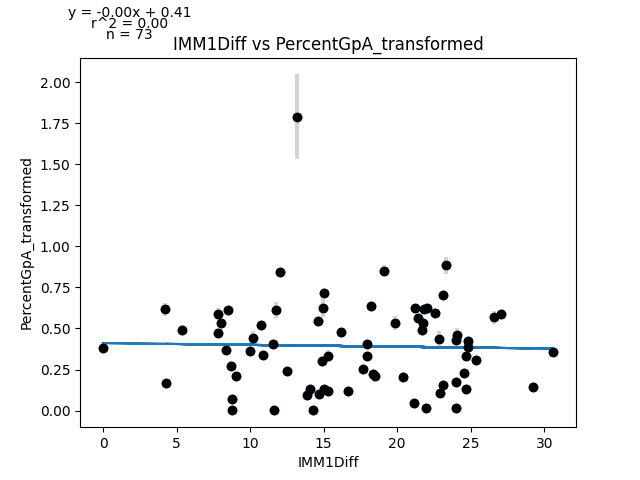 y = -0.00x + 0.41
r^2 = 0.00
n = 73
IMM1Diff vs PercentGpA_transformed
2.00
1.75
1.50
1.25
1.00
0.75
0.50
0.25
0.00
PercentGpA_transformed
0 5 10 15 20 25 30
IMM1Diff